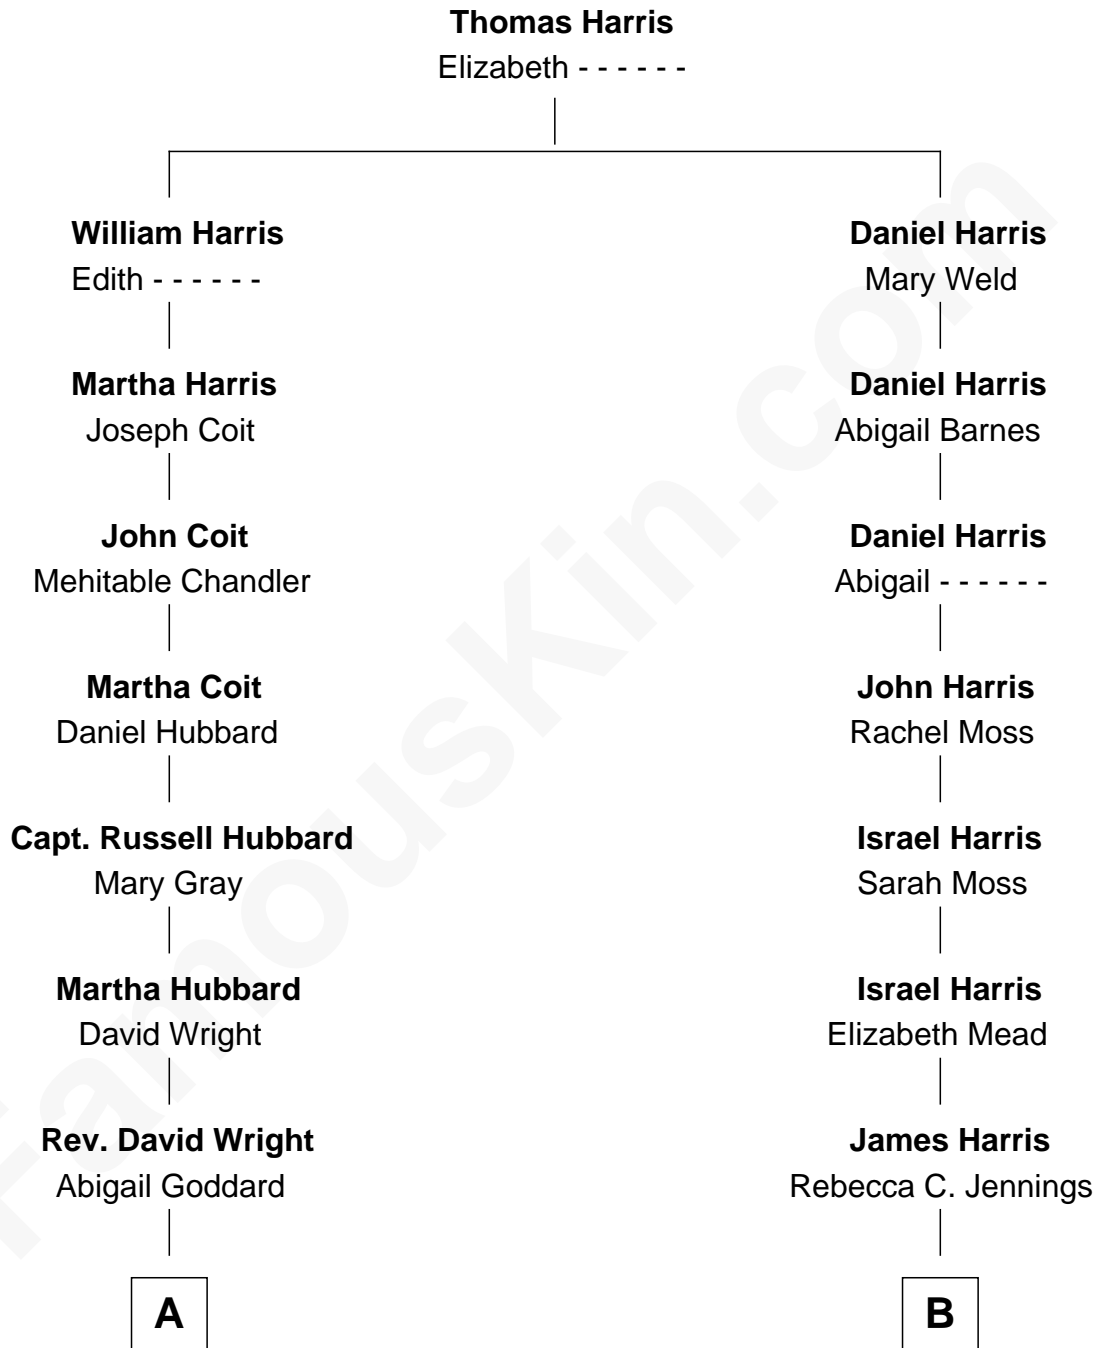 Thomas Harris
Elizabeth - - - - - -
William Harris
Edith - - - - - -
Daniel Harris
Mary Weld
Martha Harris
Joseph Coit
Daniel Harris
Abigail Barnes
John Coit
Mehitable Chandler
Daniel Harris
Abigail - - - - - -
Martha Coit
Daniel Hubbard
John Harris
Rachel Moss
Capt. Russell Hubbard
Mary Gray
Israel Harris
Sarah Moss
Martha Hubbard
David Wright
Israel Harris
Elizabeth Mead
Rev. David Wright
Abigail Goddard
James Harris
Rebecca C. Jennings
A
B
FamousKin.com